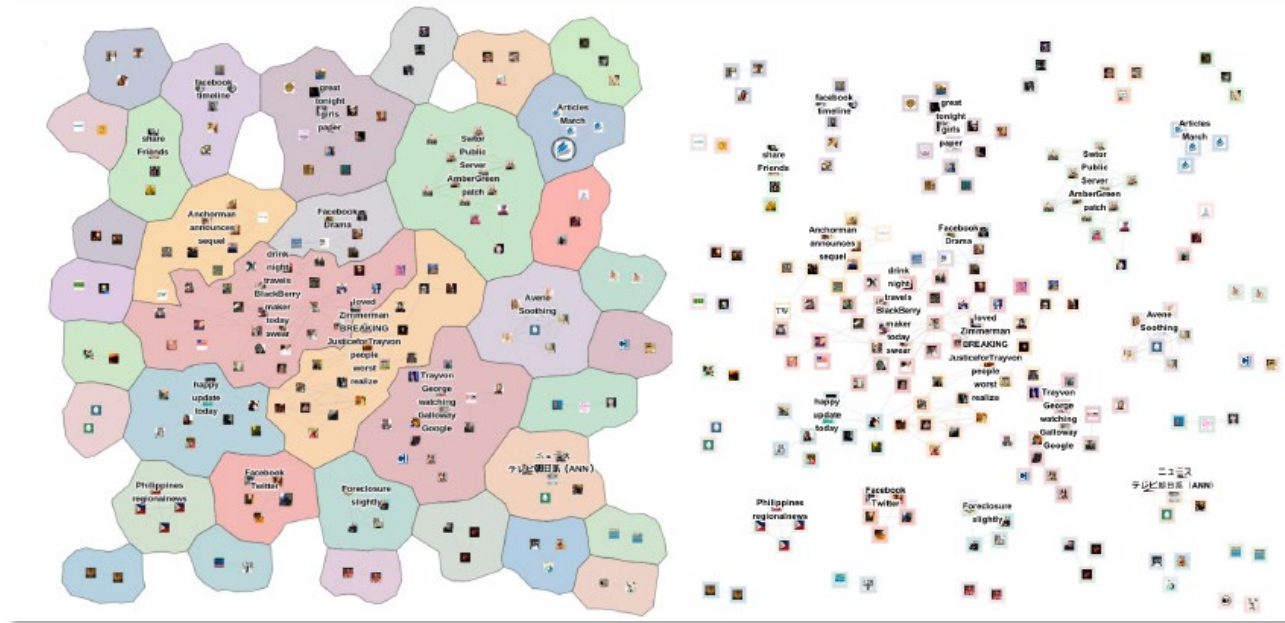 facebook
timeline
great
tonight
girls
paper
Articles
March
share
Friends
Swtor
Public
Server
AmberGreen
patch
Anchorman
announces
sequel
Facebook
Drama
drink
night
travels
BlackBerry
maker
today
swear
loved
Zimmerman
BREAKING
JusticeforTrayvon
people
worst
realize
Avene
Soothing
happy
update
today
Trayvon
George
watching
Galloway
Google
ニュース
テレビ朝日系（ANN）
Philippines
regionalnews
Facebook
Twitter
Foreclosure
slightly
facebook
timeline
great
tonight
girls
paper
Articles
March
share
Friends
Swtor
Public
Server
AmberGreen
patch
Anchorman
announces
sequel
Facebook
Drama
drink
night
travels
BlackBerry
maker
today
swear
loved
Zimmerman
BREAKING
JusticeforTrayvon
people
worst
realize
Avene
Soothing
happy
update
today
Trayvon
George
watching
Galloway
Google
ニュース
テレビ朝日系（ANN）
Philippines
regionalnews
Facebook
Twitter
Foreclosure
slightly